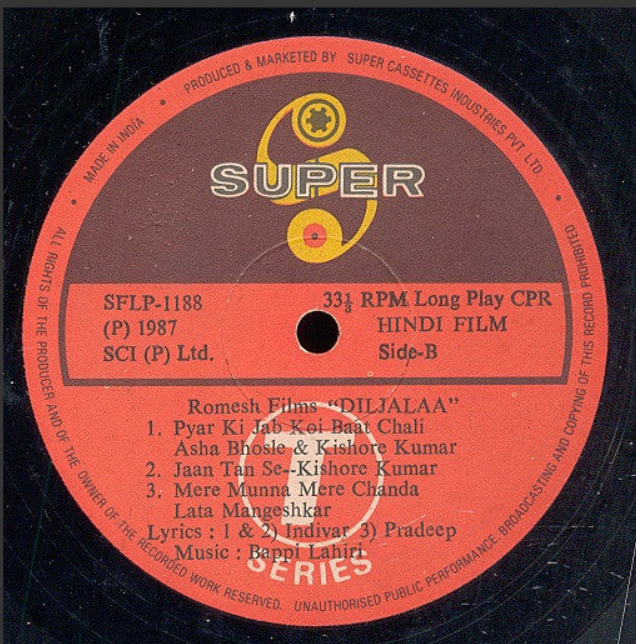 MADE IN INDIA • PRODUCED & MARKETED BY SUPER CASSETTES INDUSTRIES PVT. LTD. •
SUPER
SFLP-1188
33⅓ RPM Long Play CPR
(P) 1987
HINDI FILM
SCI (P) Ltd.
Side-B
Romesh Films "DILJALAA"
1. Pyar Ki Jab Koi Baat Chali
Asha Bhosle & Kishore Kumar
2. Jaan Tan Se--Kishore Kumar
3. Mere Munna Mere Chanda
Lata Mangeshkar
Lyrics : 1 & 2) Indivar 3) Pradeep
Music : Bappi Lahiri
T
SERIES
ALL RIGHTS OF THE PRODUCER AND OF THE OWNER OF THE RECORDED WORK RESERVED. UNAUTHORISED PUBLIC PERFORMANCE, BROADCASTING AND COPYING OF THIS RECORD PROHIBITED